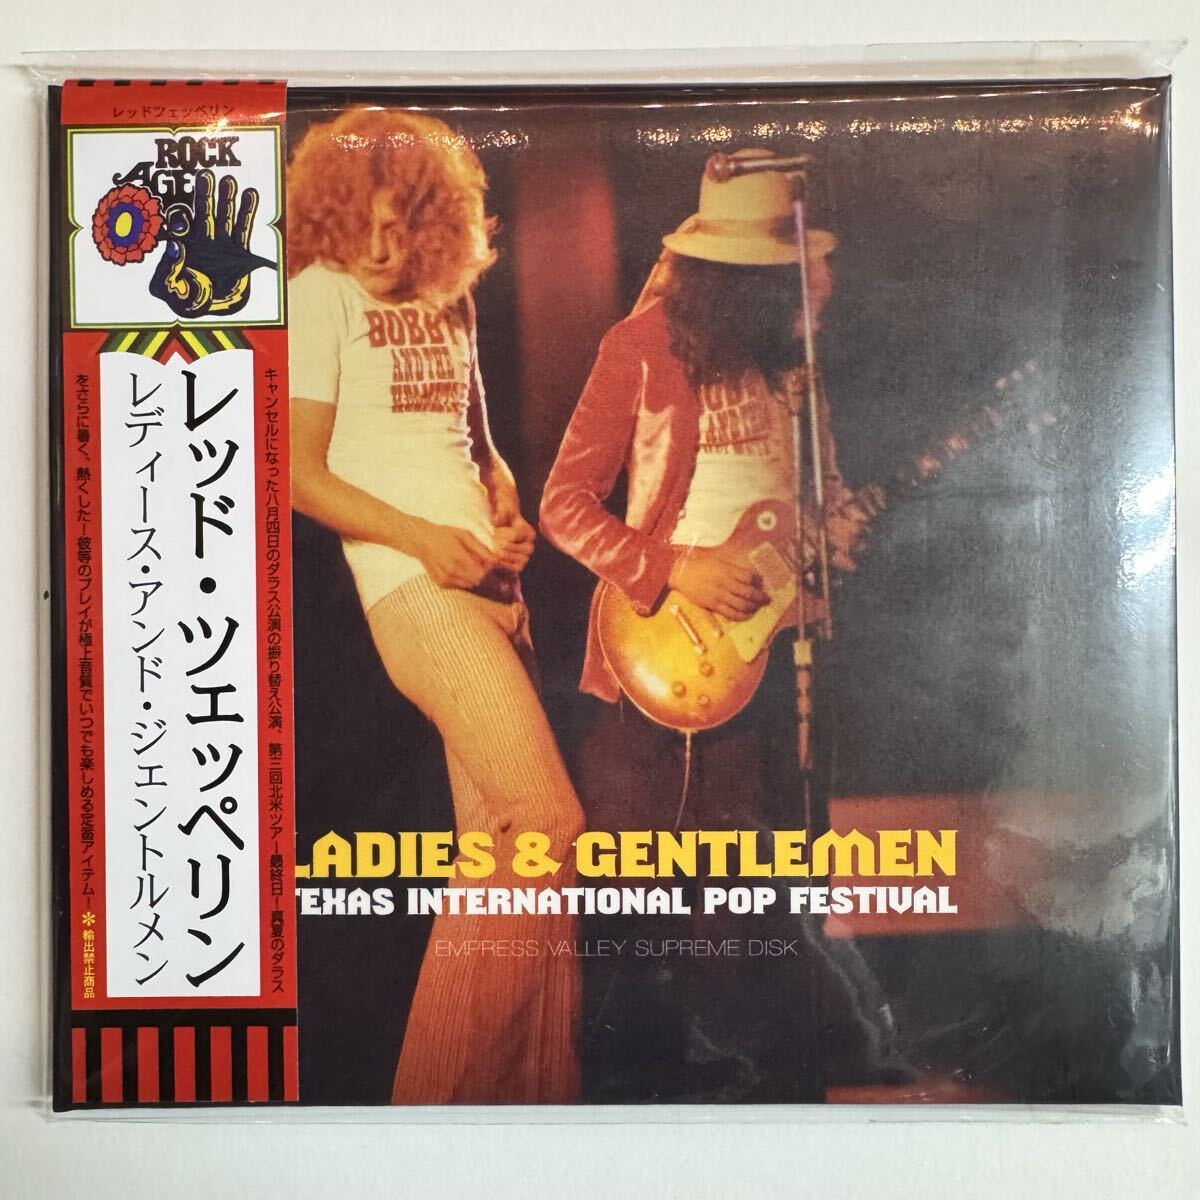 レッドツェッペリン
ROCK
AGE
レッド・ツェッペリン
レディース・アンド・ジェントルメン
キャンセルになった八月四日のダラス公演の振り替え公演、第三回北米ツアー最終日!真夏のダラス
をさらに暑く、熱くした!彼等のプレイが極上音質でいつでも楽しめる定番アイテム!
✽輸出禁止商品
BOBBY
AND THE
AND THE
LADIES & GENTLEMEN
TEXAS INTERNATIONAL POP FESTIVAL
EMPRESS VALLEY SUPREME DISK